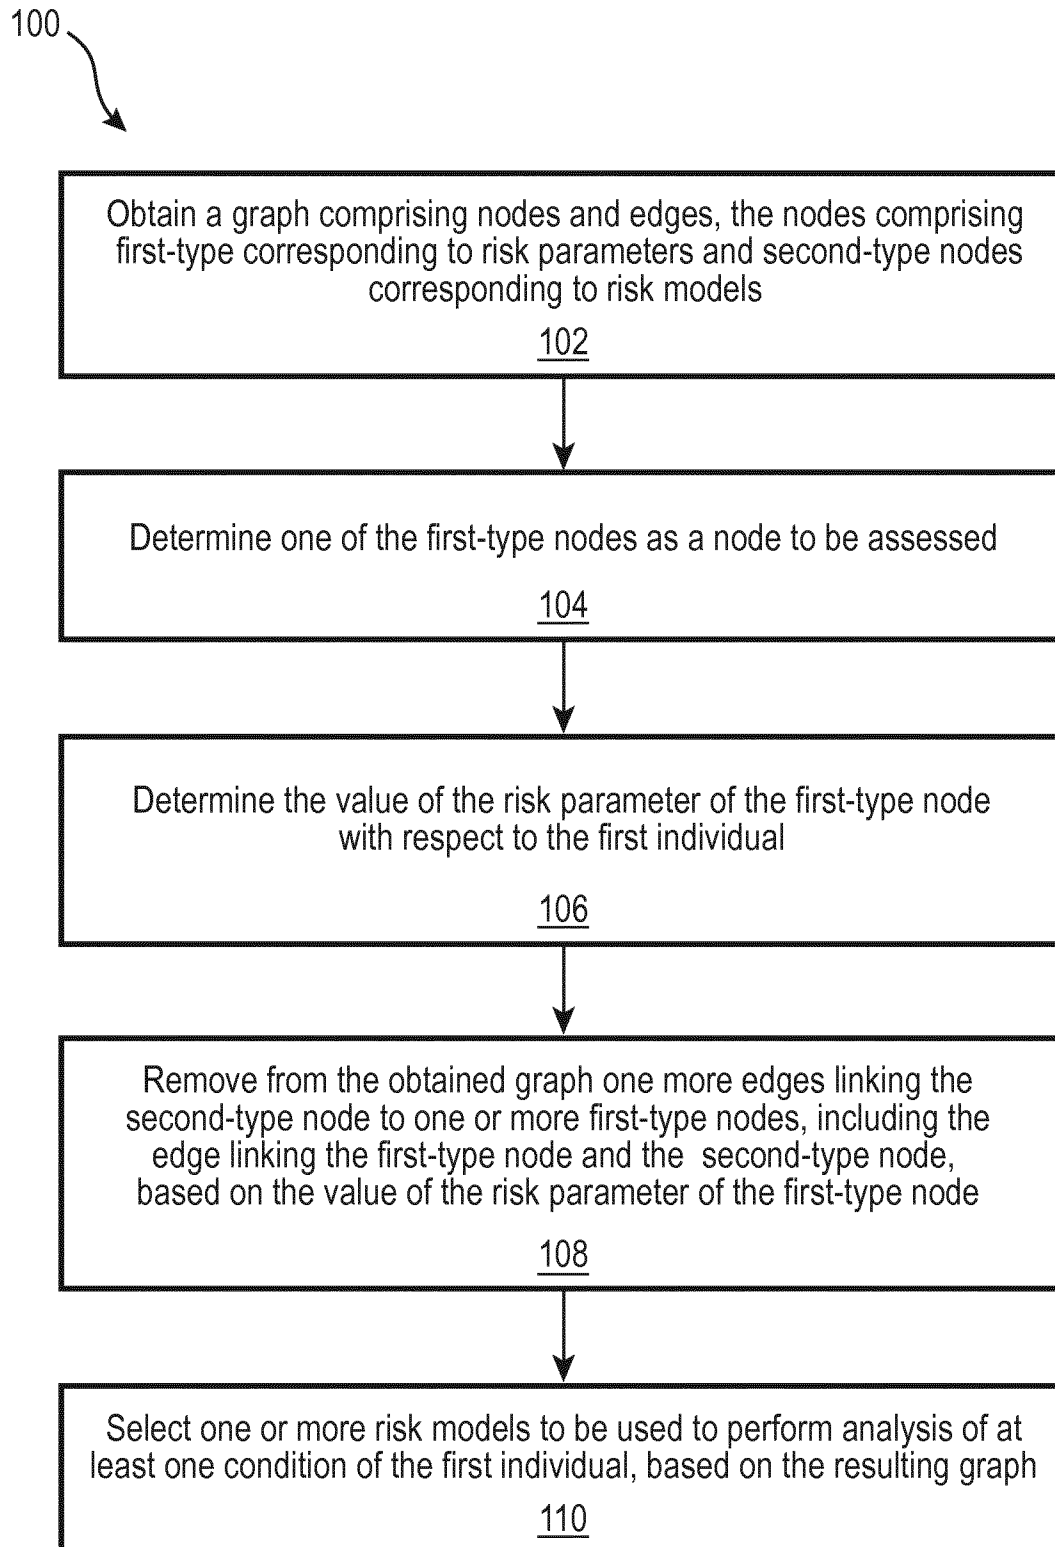 100
Obtain a graph comprising nodes and edges, the nodes comprising
first-type corresponding to risk parameters and second-type nodes
corresponding to risk models
102
Determine one of the first-type nodes as a node to be assessed
104
Determine the value of the risk parameter of the first-type node
with respect to the first individual
106
Remove from the obtained graph one more edges linking the
second-type node to one or more first-type nodes, including the
edge linking the first-type node and the second-type node,
based on the value of the risk parameter of the first-type node
108
Select one or more risk models to be used to perform analysis of at
least one condition of the first individual, based on the resulting graph
110